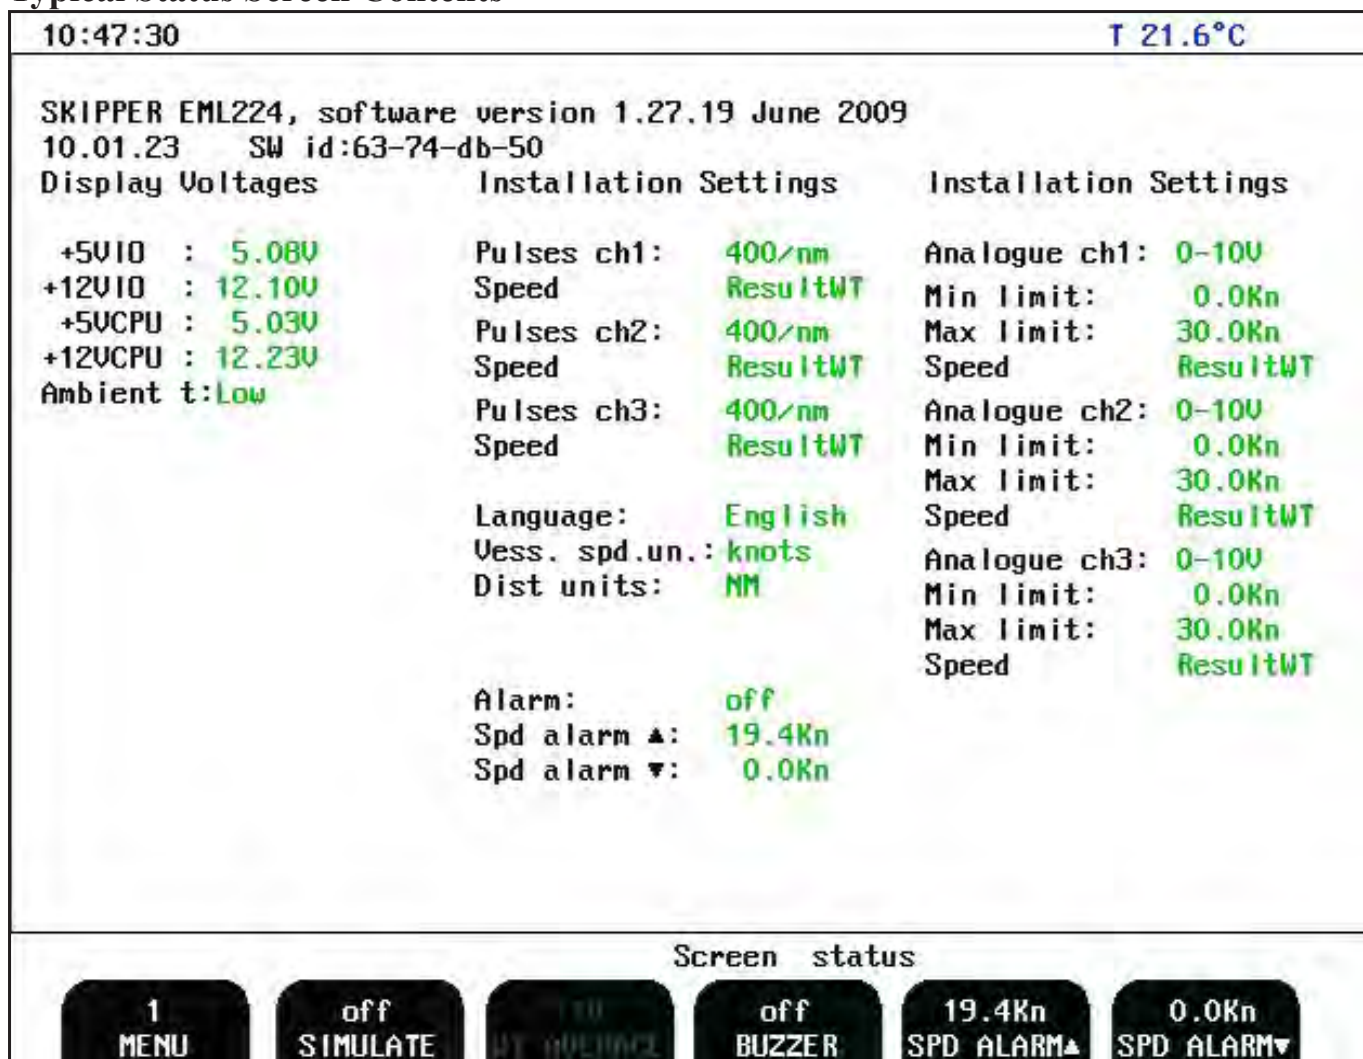 Typical Status Screen Contents
10:47:30 T 21.6°C
SKIPPER EML224, software version 1.27.19 June 2009
10.01.23 SW id:63-74-db-50
Display Voltages
+5VIO : 5.08V
+12VIO : 12.10V
+5VCPU : 5.03V
+12VCPU : 12.23V
Ambient t:Low
Installation Settings
Pulses ch1: 400/nm
Speed ResultWT
Pulses ch2: 400/nm
Speed ResultWT
Pulses ch3: 400/nm
Speed ResultWT
Language: English
Vess. spd.un.: knots
Dist units: NM
Alarm: off
Spd alarm ▲: 19.4Kn
Spd alarm ▼: 0.0Kn
Installation Settings
Analogue ch1: 0-10V
Min limit: 0.0Kn
Max limit: 30.0Kn
Speed ResultWT
Analogue ch2: 0-10V
Min limit: 0.0Kn
Max limit: 30.0Kn
Speed ResultWT
Analogue ch3: 0-10V
Min limit: 0.0Kn
Max limit: 30.0Kn
Speed ResultWT
Screen status
1
MENU
off
SIMULATE
AVERAGE
off
BUZZER
19.4Kn
SPD ALARM▲
0.0Kn
SPD ALARM▼